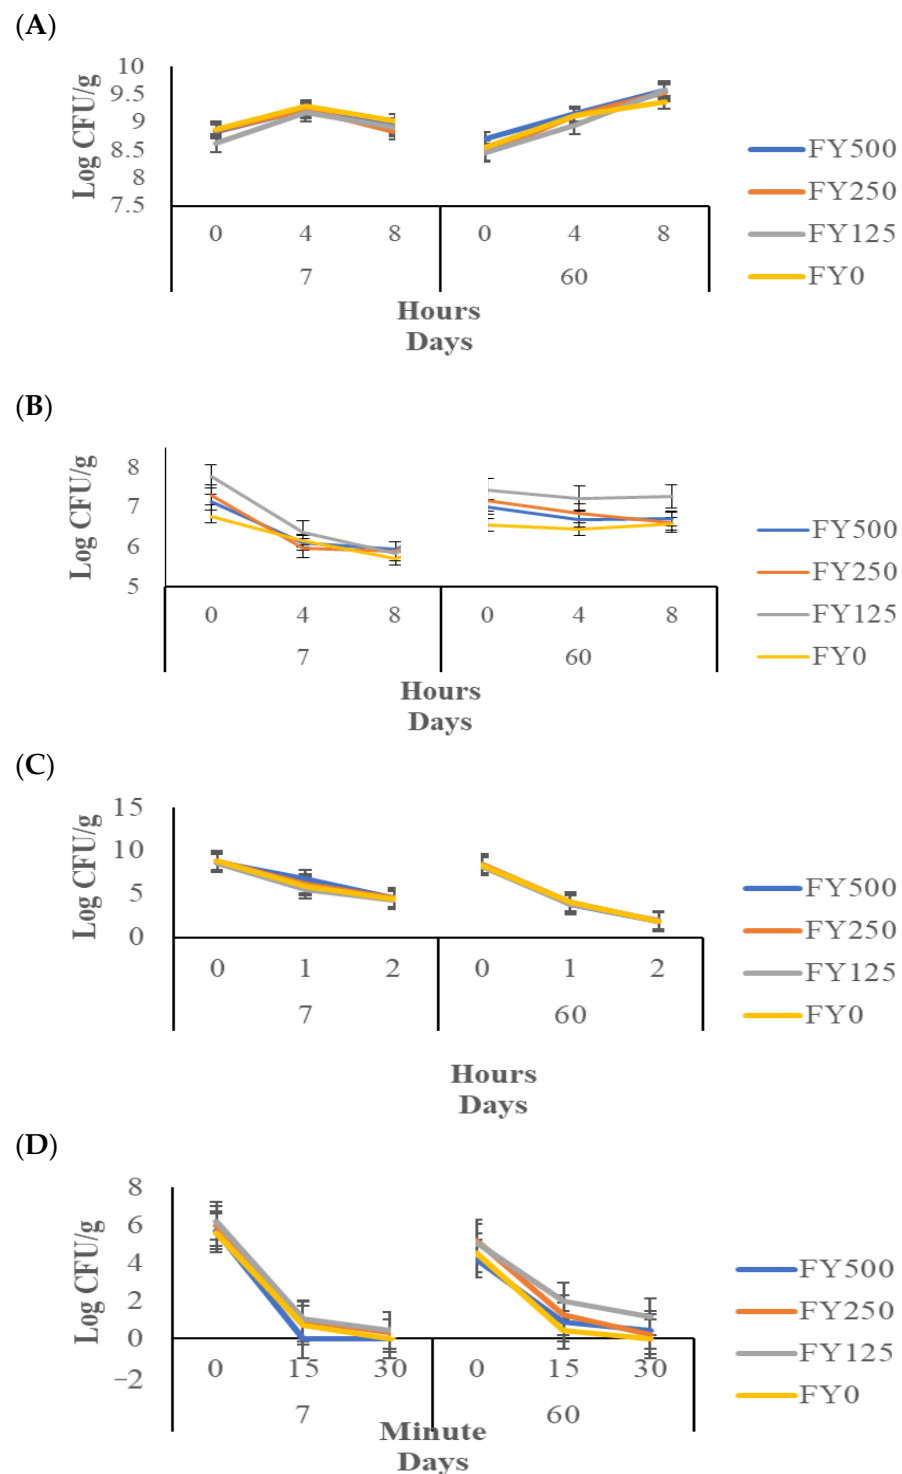 (A)
Log CFU/g
10
9.5
9
8.5
8
7.5
0 4 8 0 4 8
7 60
Hours
Days
FY500
FY250
FY125
FY0
(B)
Log CFU/g
8
7
6
5
0 4 8 0 4 8
7 60
Hours
Days
FY500
FY250
FY125
FY0
(C)
Log CFU/g
15
10
5
0
0 1 2 0 1 2
7 60
Hours
Days
FY500
FY250
FY125
FY0
(D)
Log CFU/g
8
6
4
2
0
−2
0 15 30 0 15 30
7 60
Minute
Days
FY500
FY250
FY125
FY0